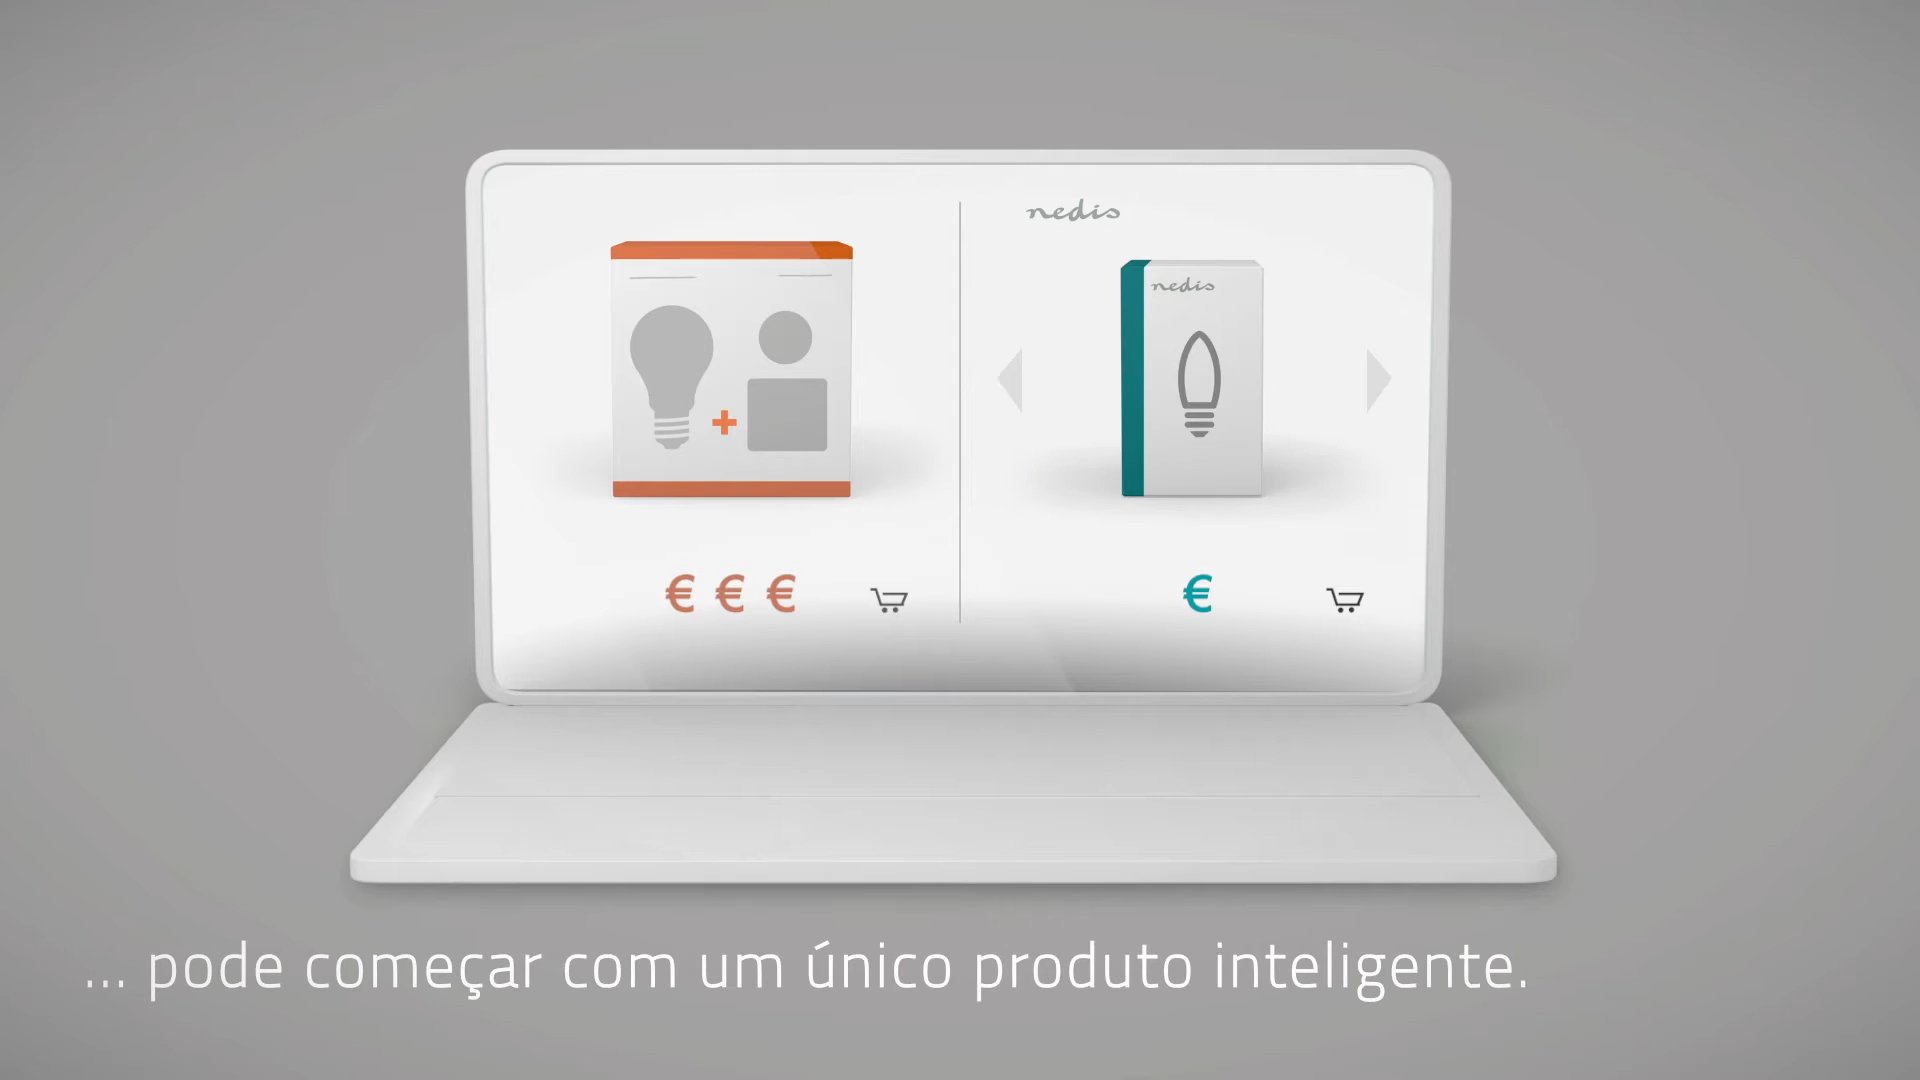 nedis
nedis
€ € €
€
... pode começar com um único produto inteligente.